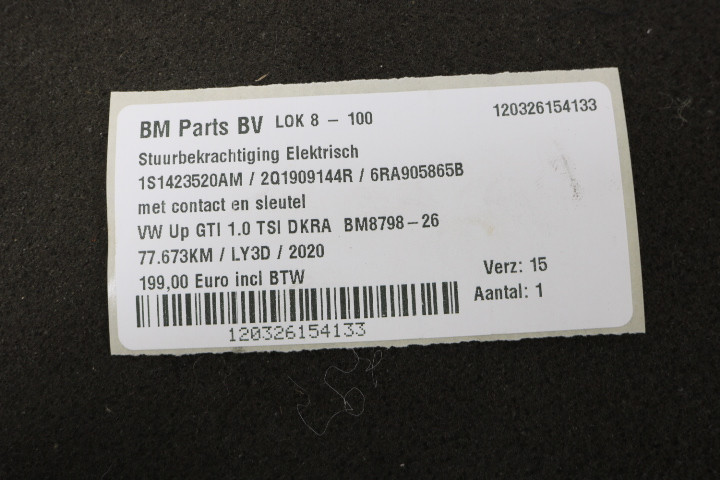 BM Parts BV LOK 8 - 100 120326154133
Stuurbekrachtiging Elektrisch
1S1423520AM / 2Q1909144R / 6RA905865B
met contact en sleutel
VW Up GTI 1.0 TSI DKRA BM8798-26
77.673KM / LY3D / 2020
199,00 Euro incl BTW
Verz: 15
Aantal: 1
120326154133